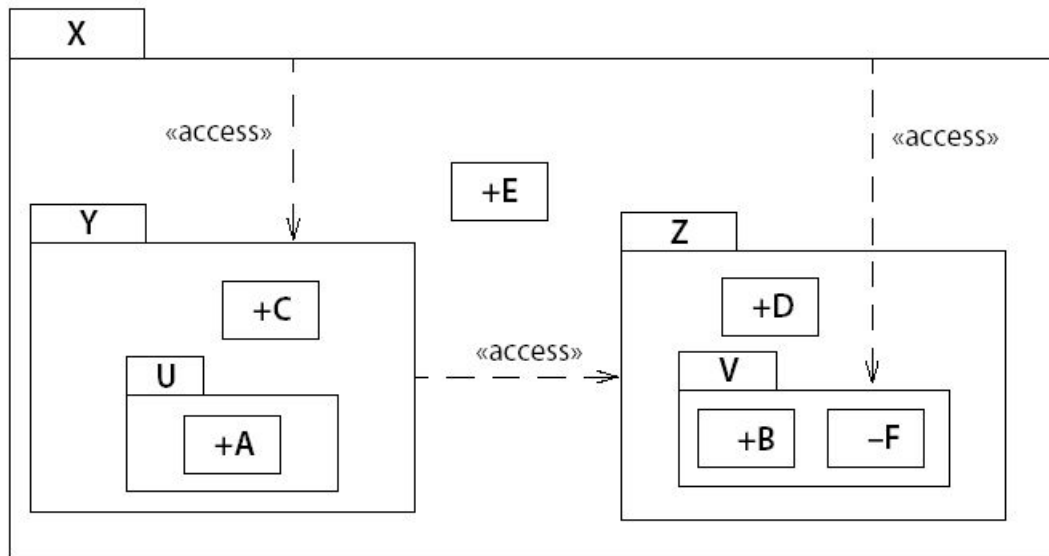 X
«access»
«access»
+E
Y
Z
+C
+D
«access»
U
V
+A
+B
–F